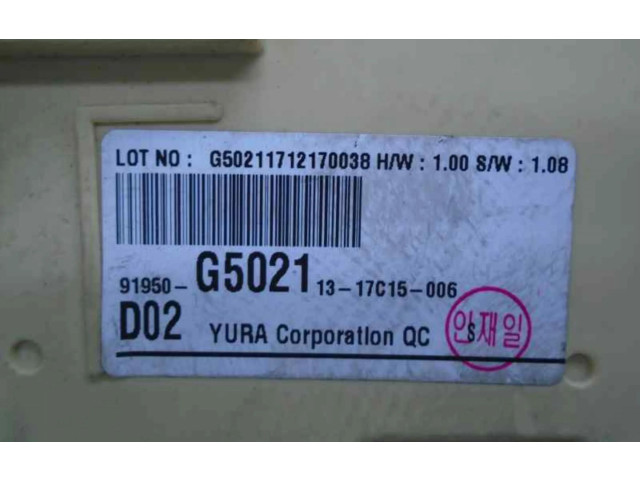 LOT NO : G50211712170038 H/W : 1.00 S/W : 1.08
91950-G5021 13-17C15-006
D02 YURA Corporation QC 안재일
S